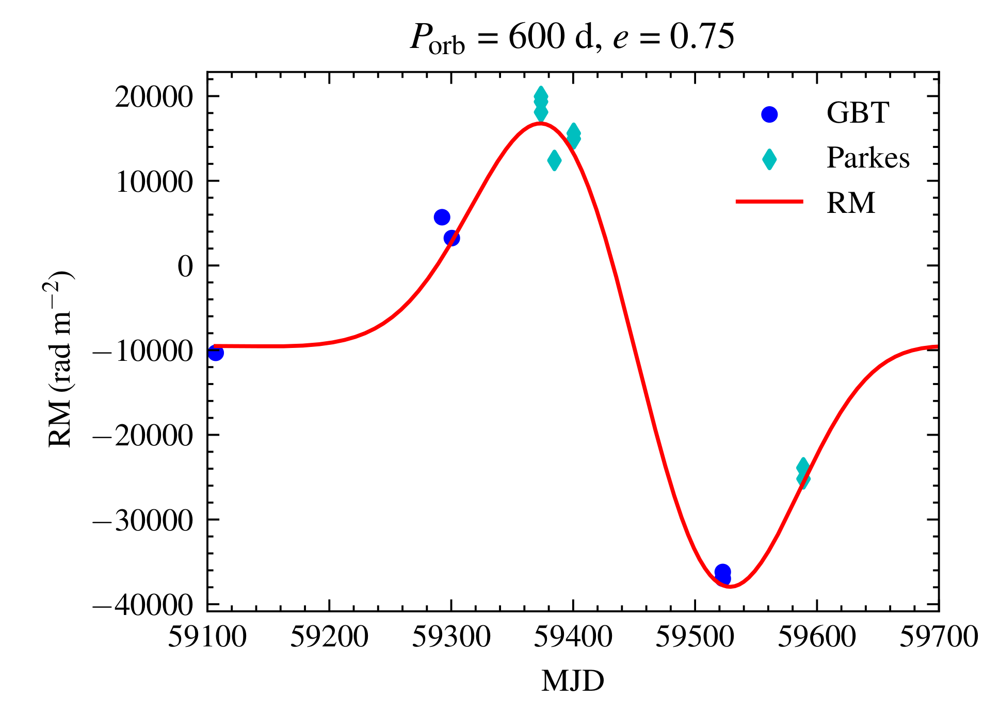 P_orb = 600 d, e = 0.75
20000
10000
0
−10000
−20000
−30000
−40000
RM (rad m⁻²)
GBT
Parkes
RM
59100 59200 59300 59400 59500 59600 59700
MJD